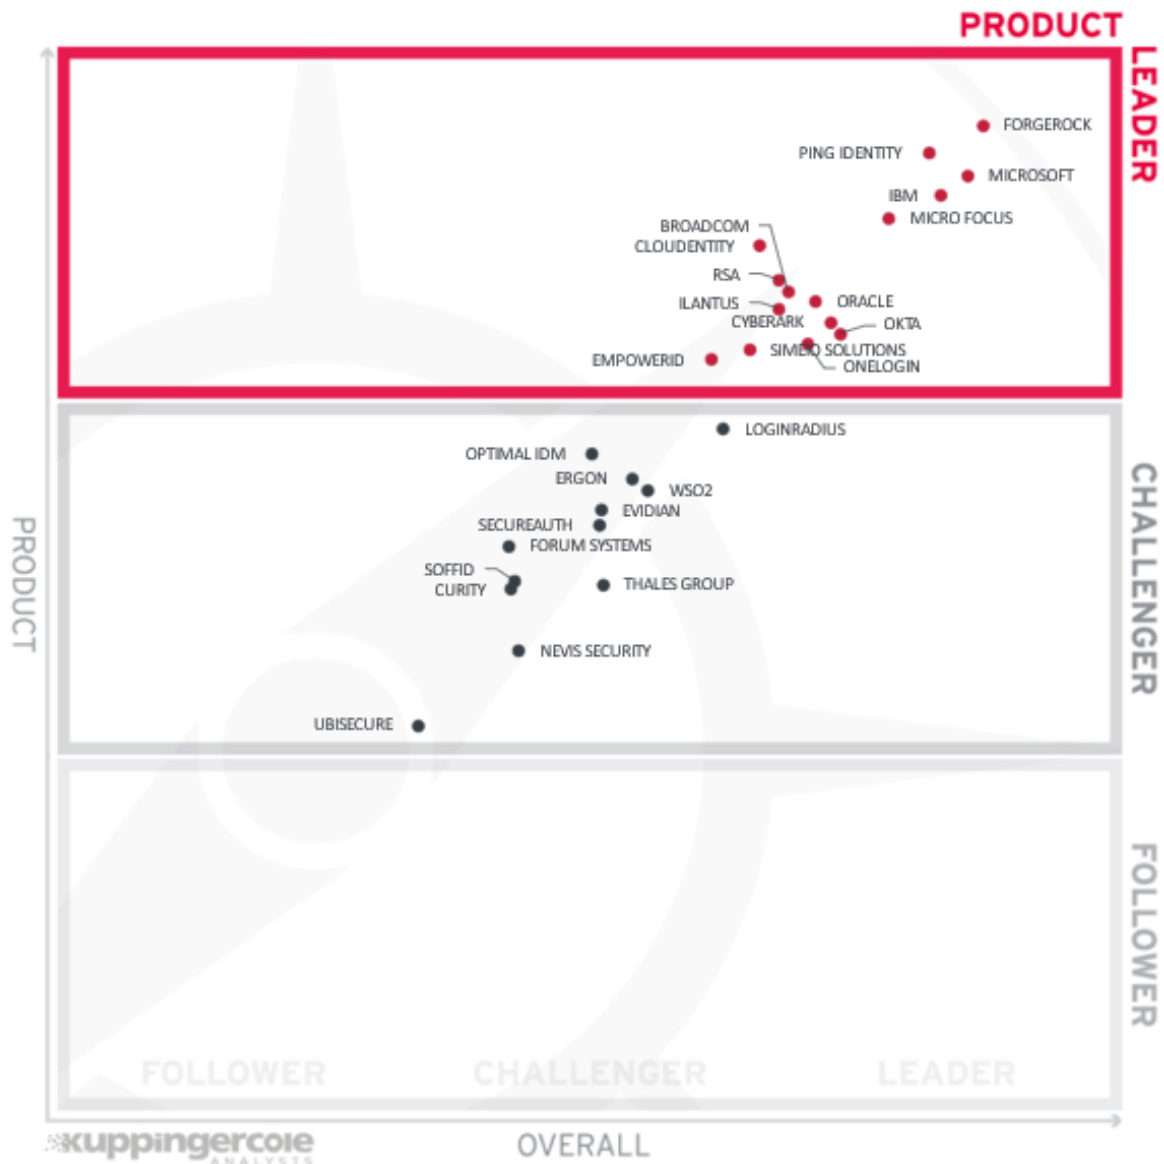 PRODUCT
LEADER
FORGEROCK
PING IDENTITY
MICROSOFT
IBM
MICRO FOCUS
BROADCOM
CLOUDENTITY
RSA
ILANTUS
ORACLE
CYBERARK
OKTA
SIMEIO SOLUTIONS
EMPOWERID
ONELOGIN
CHALLENGER
LOGINRADIUS
OPTIMAL IDM
ERGON
WSO2
EVIDIAN
SECUREAUTH
FORUM SYSTEMS
SOFFID
CURITY
THALES GROUP
NEVIS SECURITY
UBISECURE
PRODUCT
FOLLOWER
FOLLOWER CHALLENGER LEADER
OVERALL
kuppingercole
ANALYSTS